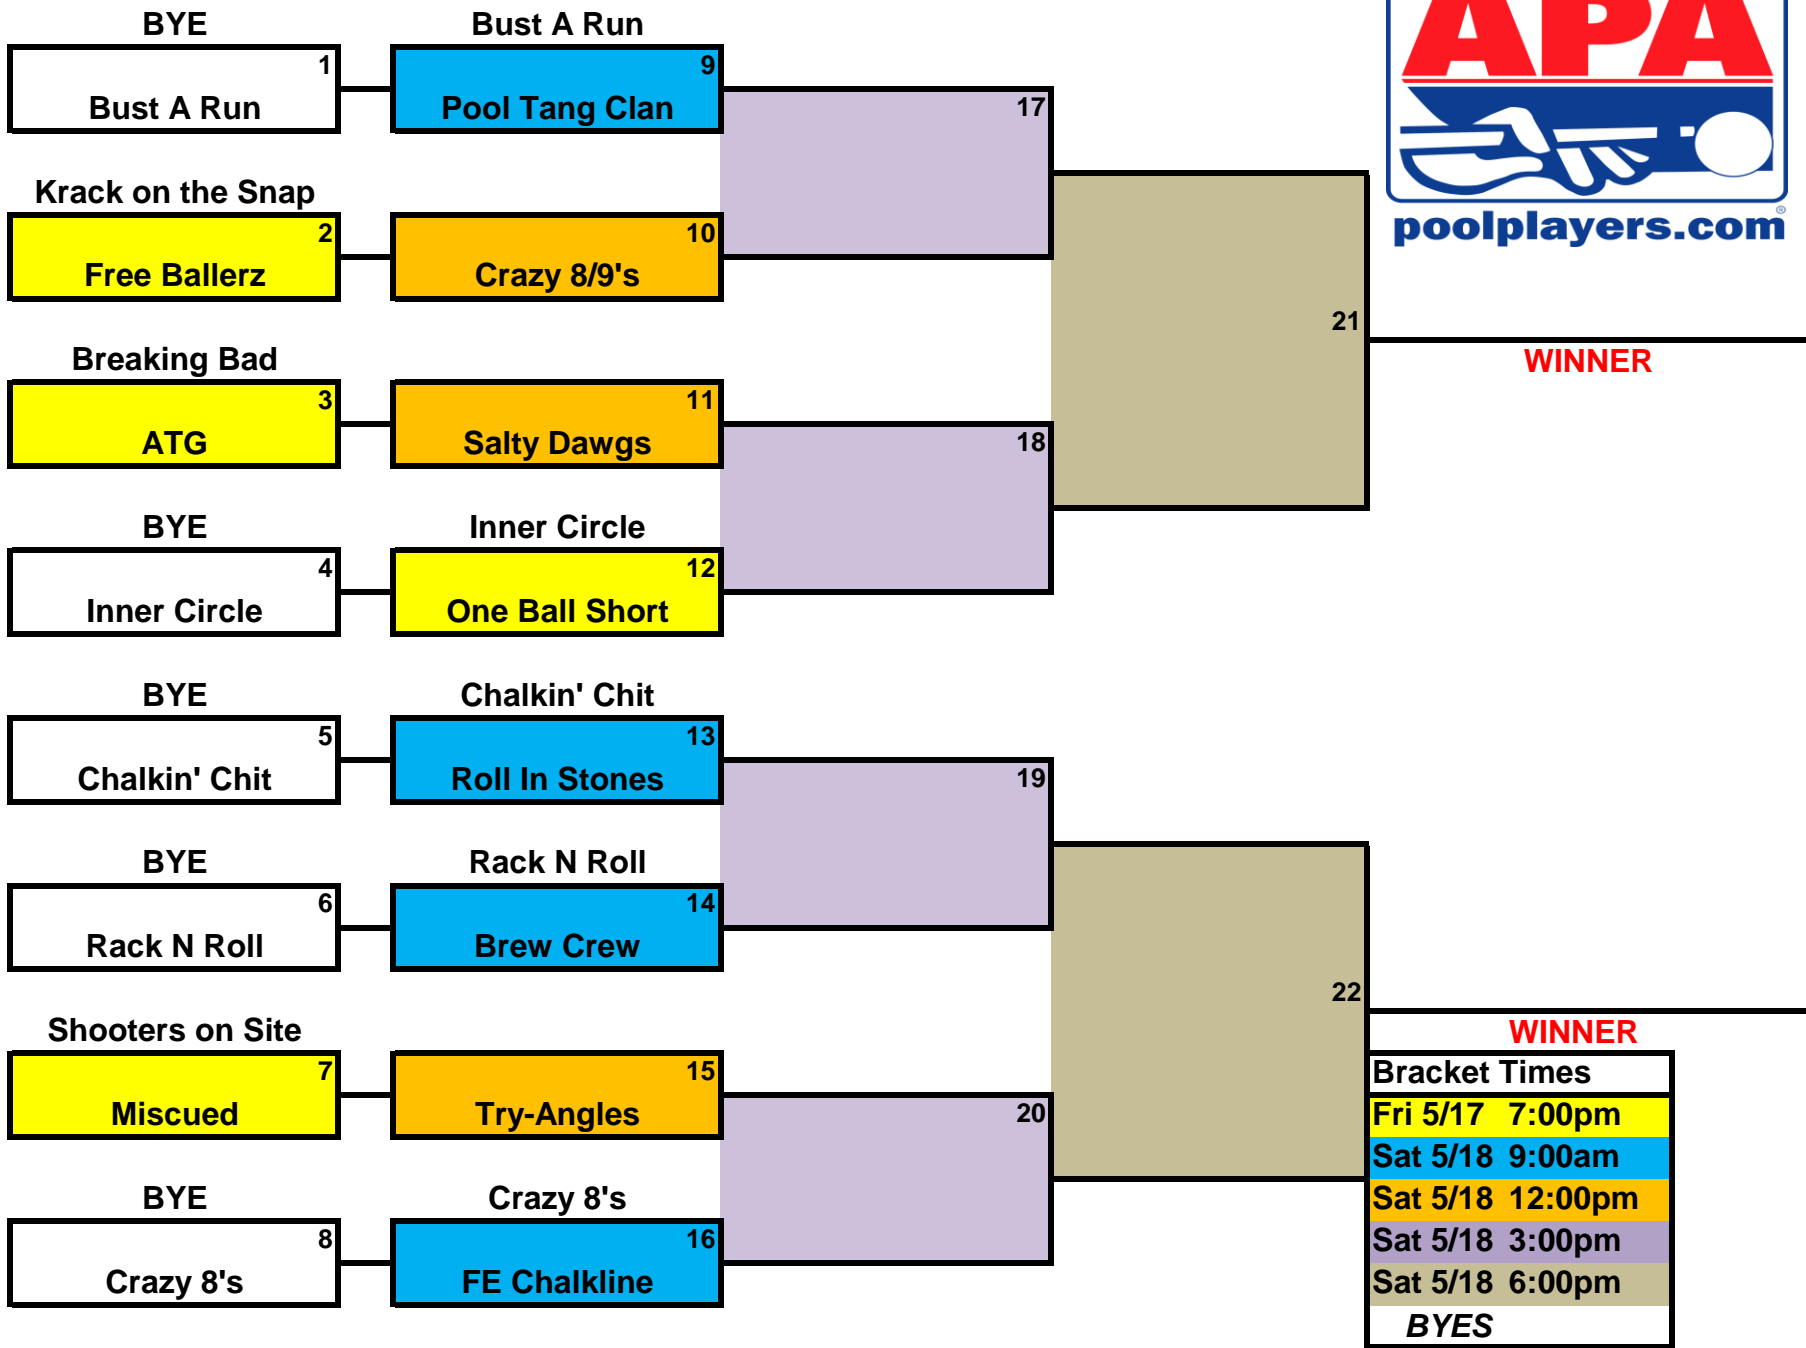 BYE
1
Bust A Run
Krack on the Snap
2
Free Ballerz
Breaking Bad
3
ATG
BYE
4
Inner Circle
BYE
5
Chalkin' Chit
BYE
6
Rack N Roll
Shooters on Site
7
Miscued
BYE
8
Crazy 8's
Bust A Run
9
Pool Tang Clan
10
Crazy 8/9's
11
Salty Dawgs
Inner Circle
12
One Ball Short
Chalkin' Chit
13
Roll In Stones
Rack N Roll
14
Brew Crew
15
Try-Angles
Crazy 8's
16
FE Chalkline
17
18
19
20
21
22
APA
poolplayers.com®
WINNER
WINNER
Bracket Times
Fri 5/17 7:00pm
Sat 5/18 9:00am
Sat 5/18 12:00pm
Sat 5/18 3:00pm
Sat 5/18 6:00pm
BYES